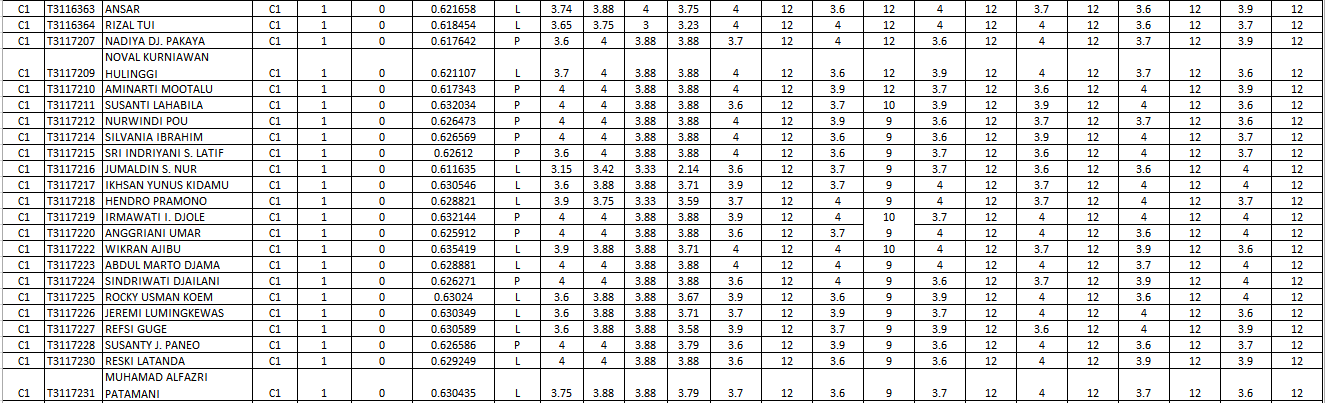 C1 T3116363 ANSAR C1 1 0 0.621658 L 3.74 3.88 4 3.75 4 12 3.6 12 4 12 3.7 12 3.6 12 3.9 12
C1 T3116364 RIZAL TUI C1 1 0 0.618454 L 3.65 3.75 3 3.23 4 12 4 12 4 12 4 12 3.6 12 3.7 12
C1 T3117207 NADIYA DJ. PAKAYA C1 1 0 0.617642 P 3.6 4 3.88 3.88 3.7 12 4 12 3.6 12 4 12 3.7 12 3.9 12
NOVAL KURNIAWAN
C1 T3117209 HULINGGI C1 1 0 0.621107 L 3.7 4 3.88 3.88 4 12 3.6 12 3.9 12 4 12 3.7 12 3.6 12
C1 T3117210 AMINARTI MOOTALU C1 1 0 0.617343 P 4 4 3.88 3.88 4 12 3.9 12 3.7 12 3.6 12 4 12 3.9 12
C1 T3117211 SUSANTI LAHABILA C1 1 0 0.632034 P 4 4 3.88 3.88 3.6 12 3.7 10 3.9 12 3.9 12 4 12 3.6 12
C1 T3117212 NURWINDI POU C1 1 0 0.626473 P 4 4 3.88 3.88 4 12 3.9 9 3.6 12 3.7 12 3.7 12 3.6 12
C1 T3117214 SILVANIA IBRAHIM C1 1 0 0.626569 P 4 4 3.88 3.88 4 12 3.6 9 3.6 12 3.9 12 4 12 3.7 12
C1 T3117215 SRI INDRIYANI S. LATIF C1 1 0 0.62612 P 3.6 4 3.88 3.88 4 12 3.6 9 3.7 12 3.6 12 4 12 3.7 12
C1 T3117216 JUMALDIN S. NUR C1 1 0 0.611635 L 3.15 3.42 3.33 2.14 3.6 12 3.7 9 3.7 12 3.6 12 3.6 12 4 12
C1 T3117217 IKHSAN YUNUS KIDAMU C1 1 0 0.630546 L 3.6 3.88 3.88 3.71 3.9 12 3.7 9 4 12 3.7 12 4 12 4 12
C1 T3117218 HENDRO PRAMONO C1 1 0 0.628821 L 3.9 3.75 3.33 3.59 3.7 12 4 9 4 12 3.7 12 4 12 3.7 12
C1 T3117219 IRMAWATI I. DJOLE C1 1 0 0.632144 P 4 4 3.88 3.88 3.9 12 4 10 3.7 12 4 12 4 12 4 12
C1 T3117220 ANGGRIANI UMAR C1 1 0 0.625912 P 4 4 3.88 3.88 3.6 12 3.7 9 4 12 4 12 3.6 12 4 12
C1 T3117222 WIKRAN AJIBU C1 1 0 0.635419 L 3.9 3.88 3.88 3.71 4 12 4 10 4 12 3.7 12 3.9 12 3.6 12
C1 T3117223 ABDUL MARTO DJAMA C1 1 0 0.628881 L 4 4 3.88 3.88 4 12 4 9 4 12 4 12 3.7 12 4 12
C1 T3117224 SINDRIWATI DJAILANI C1 1 0 0.626271 P 4 4 3.88 3.88 3.6 12 4 9 3.6 12 3.7 12 3.9 12 4 12
C1 T3117225 ROCKY USMAN KOEM C1 1 0 0.63024 L 3.6 3.88 3.88 3.67 3.9 12 3.6 9 3.9 12 4 12 3.6 12 4 12
C1 T3117226 JEREMI LUMINGKEWAS C1 1 0 0.630349 L 3.6 3.88 3.88 3.71 3.7 12 3.9 9 3.7 12 4 12 4 12 3.6 12
C1 T3117227 REFSI GUGE C1 1 0 0.630589 L 3.6 3.88 3.88 3.58 3.9 12 3.7 9 3.9 12 3.6 12 4 12 3.9 12
C1 T3117228 SUSANTY J. PANEO C1 1 0 0.626586 P 4 4 3.88 3.79 3.6 12 3.9 9 3.6 12 4 12 3.6 12 3.7 12
C1 T3117230 RESKI LATANDA C1 1 0 0.629249 L 4 4 3.88 3.88 3.6 12 3.6 9 3.6 12 4 12 3.9 12 3.9 12
MUHAMAD ALFAZRI
C1 T3117231 PATAMANI C1 1 0 0.630435 L 3.75 3.88 3.88 3.79 3.7 12 3.6 9 3.7 12 4 12 3.7 12 3.6 12